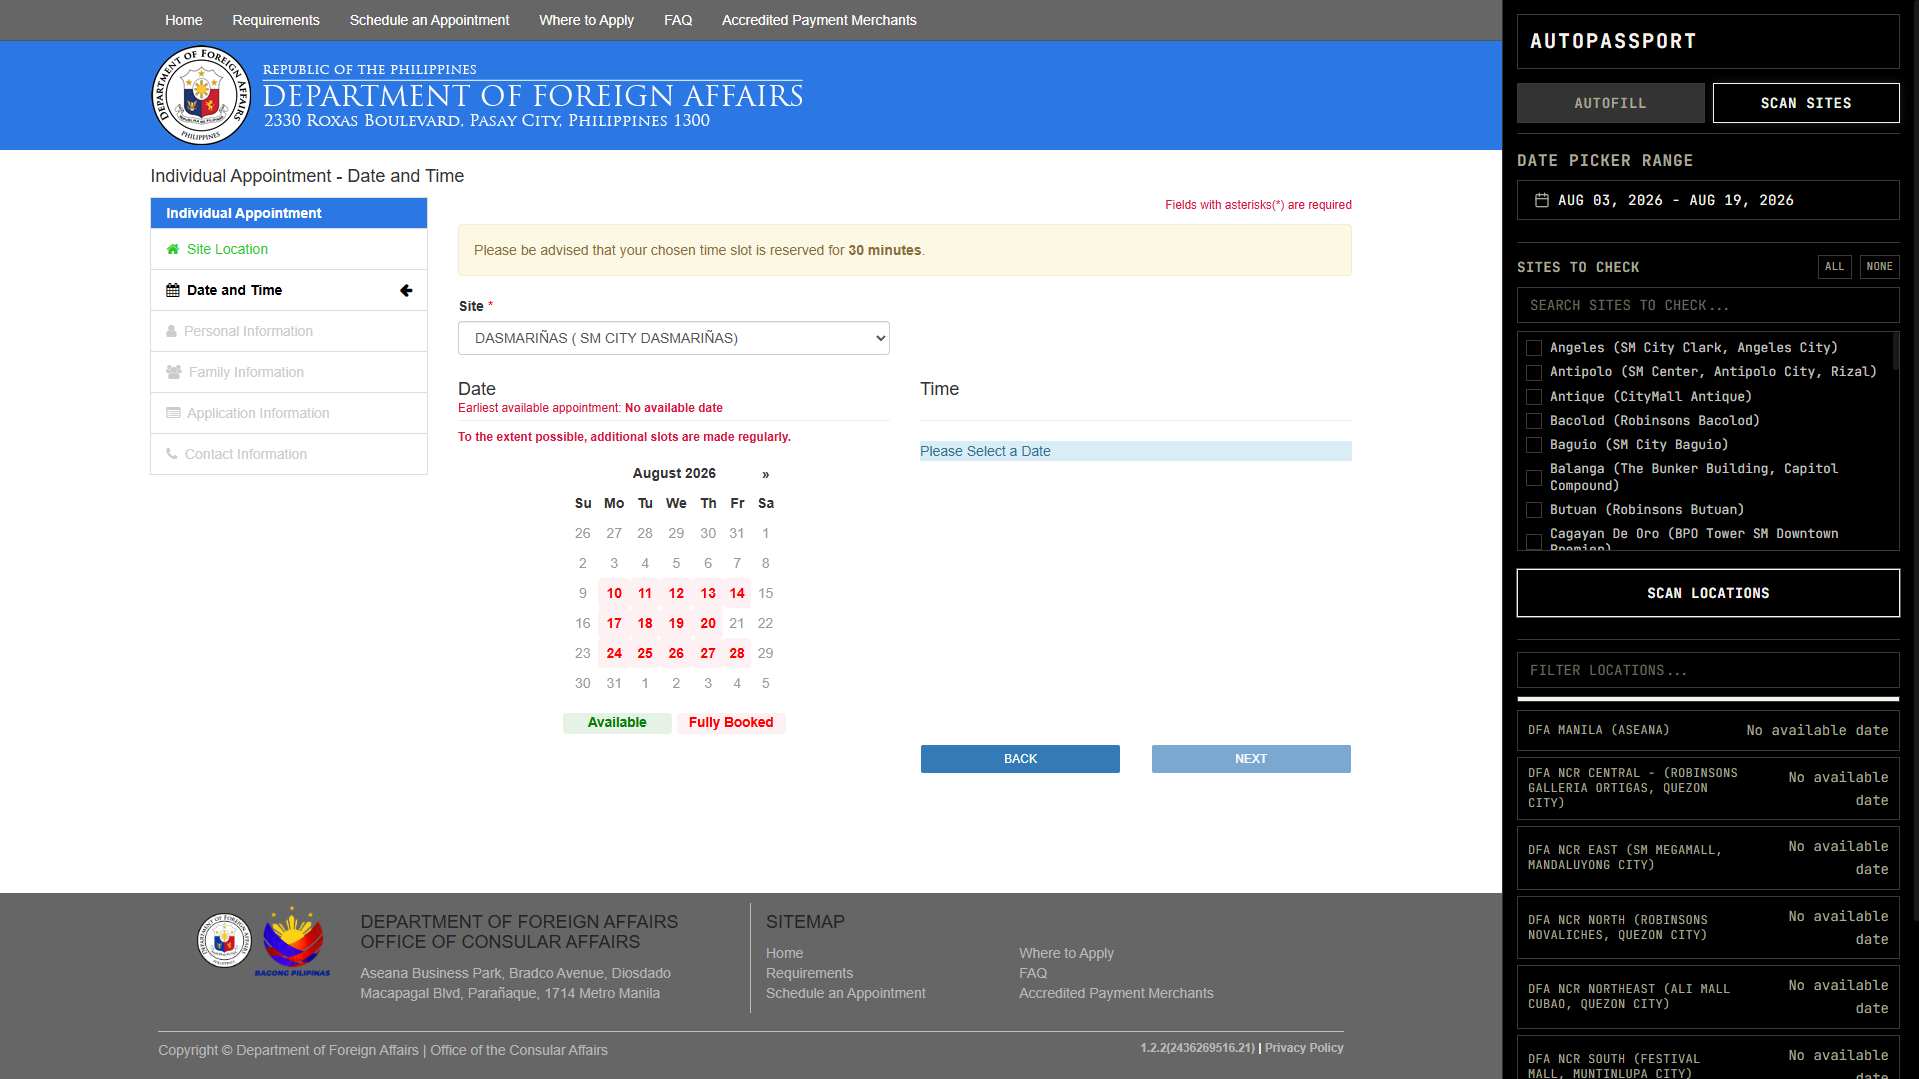 Home Requirements Schedule an Appointment Where to Apply FAQ Accredited Payment Merchants
DEPARTMENT OF FOREIGN AFFAIRS
PHILIPPINES
REPUBLIC OF THE PHILIPPINES
DEPARTMENT OF FOREIGN AFFAIRS
2330 ROXAS BOULEVARD, PASAY CITY, PHILIPPINES 1300
Individual Appointment - Date and Time
Individual Appointment
Site Location
Date and Time
Personal Information
Family Information
Application Information
Contact Information
Fields with asterisks(*) are required
Please be advised that your chosen time slot is reserved for 30 minutes.
Site *
DASMARIÑAS ( SM CITY DASMARIÑAS)
Date
Earliest available appointment: No available date
To the extent possible, additional slots are made regularly.
August 2026 »
Su Mo Tu We Th Fr Sa
26 27 28 29 30 31 1
2 3 4 5 6 7 8
9 10 11 12 13 14 15
16 17 18 19 20 21 22
23 24 25 26 27 28 29
30 31 1 2 3 4 5
Available Fully Booked
Time
Please Select a Date
BACK NEXT
BAGONG PILIPINAS
DEPARTMENT OF FOREIGN AFFAIRS
OFFICE OF CONSULAR AFFAIRS
Aseana Business Park, Bradco Avenue, Diosdado
Macapagal Blvd, Parañaque, 1714 Metro Manila
SITEMAP
Home
Requirements
Schedule an Appointment
Where to Apply
FAQ
Accredited Payment Merchants
Copyright © Department of Foreign Affairs | Office of the Consular Affairs
1.2.2(2436269516.21) | Privacy Policy
AUTOPASSPORT
AUTOFILL SCAN SITES
DATE PICKER RANGE
AUG 03, 2026 - AUG 19, 2026
SITES TO CHECK ALL NONE
SEARCH SITES TO CHECK...
Angeles (SM City Clark, Angeles City)
Antipolo (SM Center, Antipolo City, Rizal)
Antique (CityMall Antique)
Bacolod (Robinsons Bacolod)
Baguio (SM City Baguio)
Balanga (The Bunker Building, Capitol
Compound)
Butuan (Robinsons Butuan)
Cagayan De Oro (BPO Tower SM Downtown
Premier)
SCAN LOCATIONS
FILTER LOCATIONS...
DFA MANILA (ASEANA) No available date
DFA NCR CENTRAL - (ROBINSONS
GALLERIA ORTIGAS, QUEZON
CITY)
No available
date
DFA NCR EAST (SM MEGAMALL,
MANDALUYONG CITY)
No available
date
DFA NCR NORTH (ROBINSONS
NOVALICHES, QUEZON CITY)
No available
date
DFA NCR NORTHEAST (ALI MALL
CUBAO, QUEZON CITY)
No available
date
DFA NCR SOUTH (FESTIVAL
MALL, MUNTINLUPA CITY)
No available
date